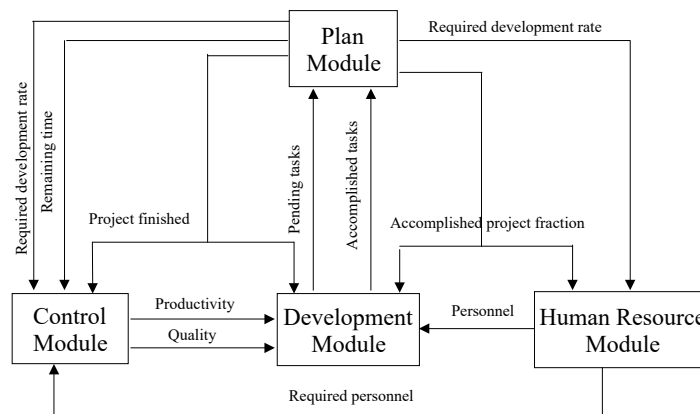 Plan
Module
Required development rate
Required development rate
Remaining time
Pending tasks
Accomplished tasks
Project finished
Accomplished project fraction
Control
Module
Productivity
Quality
Development
Module
Personnel
Human Resource
Module
Required personnel